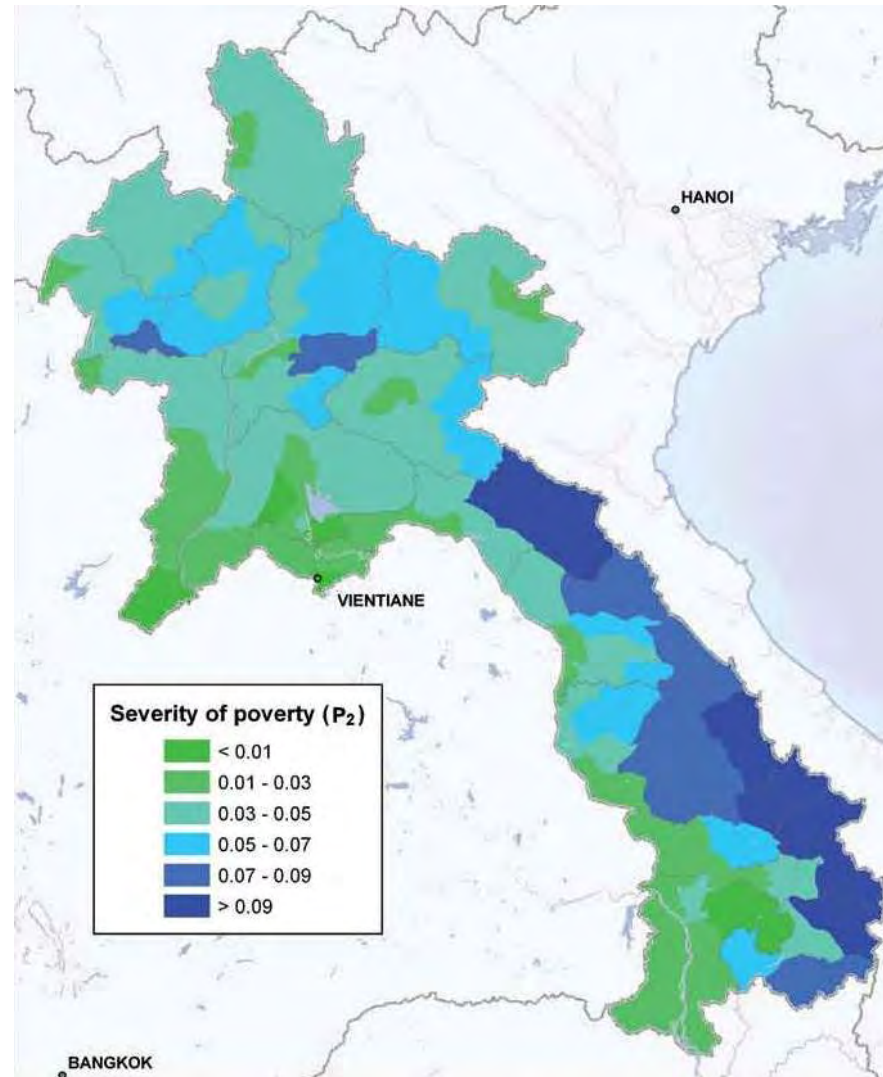 HANOI
VIENTIANE
Severity of poverty (P₂)
< 0.01
0.01 - 0.03
0.03 - 0.05
0.05 - 0.07
0.07 - 0.09
> 0.09
BANGKOK